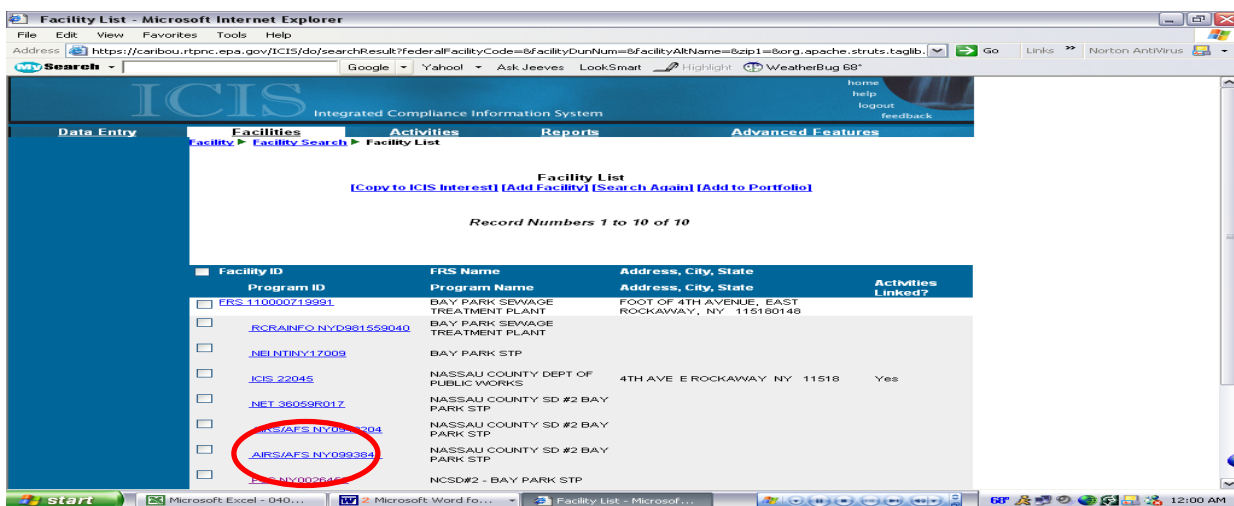 Facility List - Microsoft Internet Explorer
File Edit View Favorites Tools Help
Address https://caribou.rtpnc.epa.gov/ICIS/do/searchResult?federalFacilityCode=&facilityDunNum=&facilityAltName=&zip1=&org.apache.struts.taglib. Go Links » Norton AntiVirus
My Search Google Yahoo! Ask Jeeves LookSmart Highlight WeatherBug 68°
home
help
logout
feedback
ICIS Integrated Compliance Information System
Data Entry Facilities Activities Reports Advanced Features
Facility Facility Search Facility List
Facility List
[Copy to ICIS Interest] [Add Facility] [Search Again] [Add to Portfolio]
Record Numbers 1 to 10 of 10
Facility ID FRS Name Address, City, State
Program ID Program Name Address, City, State Activities Linked?
FRS 110000719991 BAY PARK SEWAGE TREATMENT PLANT FOOT OF 4TH AVENUE, EAST ROCKAWAY, NY 115180148
RCRAINFO NYD981559040 BAY PARK SEWAGE TREATMENT PLANT
NEI NTINY17009 BAY PARK STP
ICIS 22045 NASSAU COUNTY DEPT OF PUBLIC WORKS 4TH AVE E ROCKAWAY NY 11518 Yes
NET 36059R017 NASSAU COUNTY SD #2 BAY PARK STP
AIRS/AFS NASSAU COUNTY SD #2 BAY PARK STP
AIRS/AFS NY099384 NASSAU COUNTY SD #2 BAY PARK STP
NCSD#2 - BAY PARK STP
start Microsoft Excel - 040... 2 Microsoft Word fo... Facility List - Microsof... 68° 12:00 AM